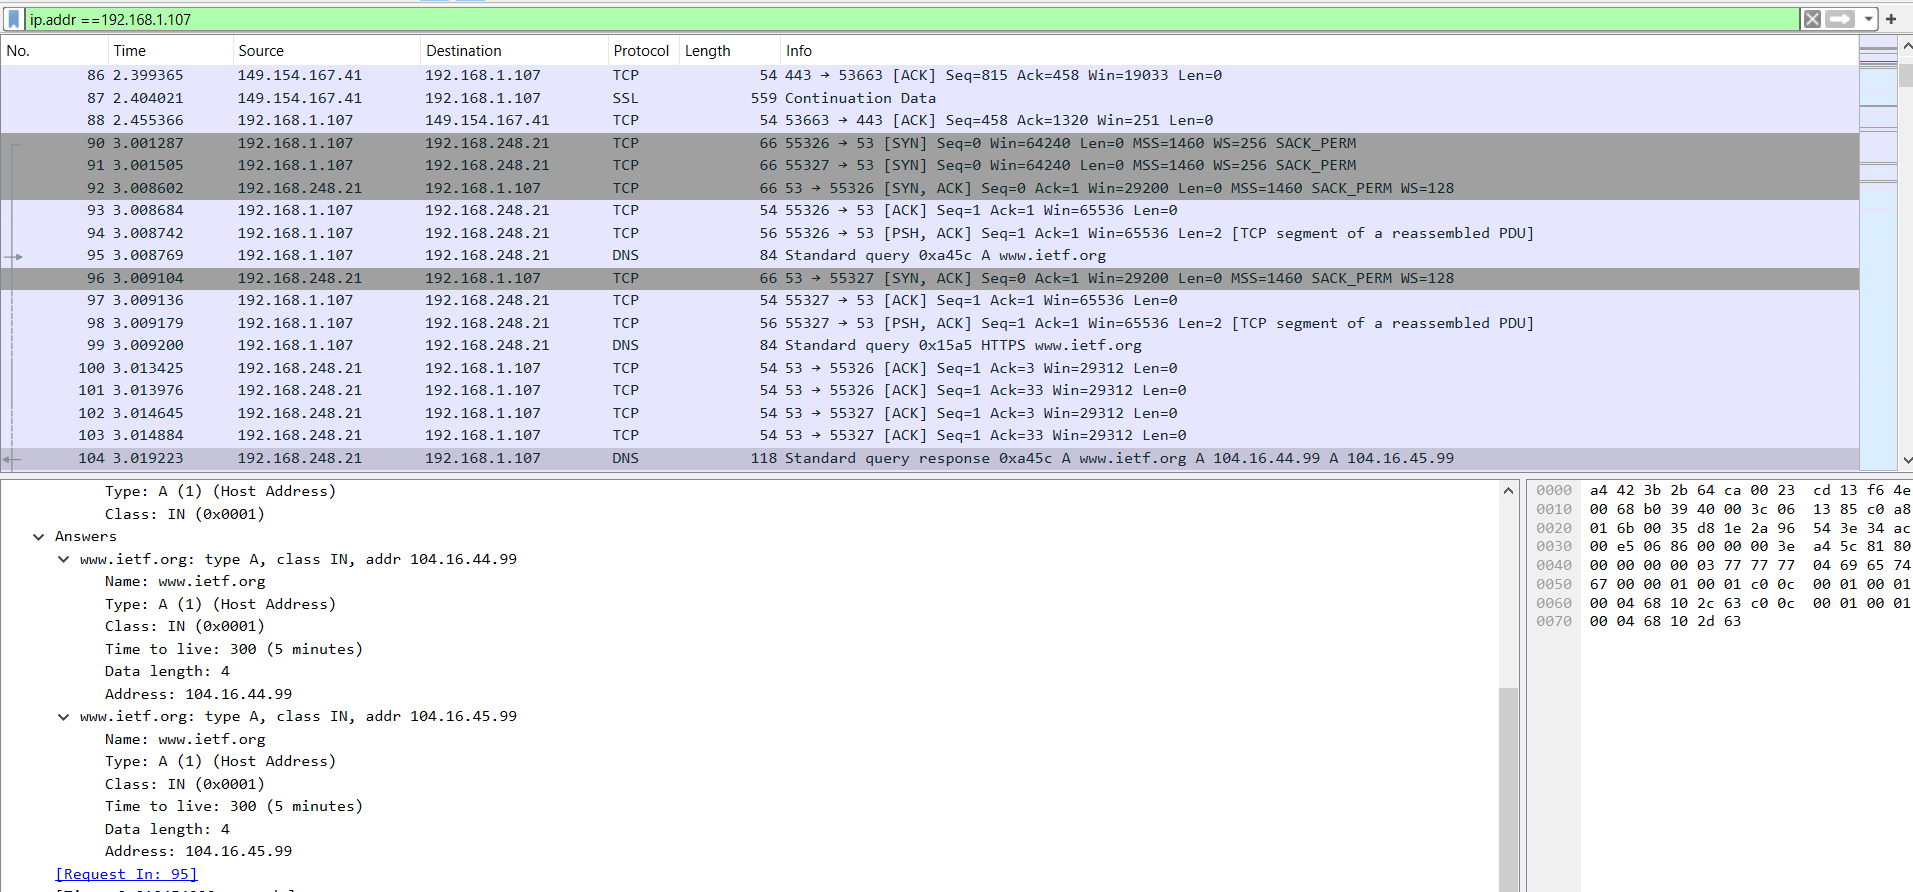 ip.addr ==192.168.1.107
No. Time Source Destination Protocol Length Info
86 2.399365 149.154.167.41 192.168.1.107 TCP 54 443 → 53663 [ACK] Seq=815 Ack=458 Win=19033 Len=0
87 2.404021 149.154.167.41 192.168.1.107 SSL 559 Continuation Data
88 2.455366 192.168.1.107 149.154.167.41 TCP 54 53663 → 443 [ACK] Seq=458 Ack=1320 Win=251 Len=0
90 3.001287 192.168.1.107 192.168.248.21 TCP 66 55326 → 53 [SYN] Seq=0 Win=64240 Len=0 MSS=1460 WS=256 SACK_PERM
91 3.001505 192.168.1.107 192.168.248.21 TCP 66 55327 → 53 [SYN] Seq=0 Win=64240 Len=0 MSS=1460 WS=256 SACK_PERM
92 3.008602 192.168.248.21 192.168.1.107 TCP 66 53 → 55326 [SYN, ACK] Seq=0 Ack=1 Win=29200 Len=0 MSS=1460 SACK_PERM WS=128
93 3.008684 192.168.1.107 192.168.248.21 TCP 54 55326 → 53 [ACK] Seq=1 Ack=1 Win=65536 Len=0
94 3.008742 192.168.1.107 192.168.248.21 TCP 56 55326 → 53 [PSH, ACK] Seq=1 Ack=1 Win=65536 Len=2 [TCP segment of a reassembled PDU]
95 3.008769 192.168.1.107 192.168.248.21 DNS 84 Standard query 0xa45c A www.ietf.org
96 3.009104 192.168.248.21 192.168.1.107 TCP 66 53 → 55327 [SYN, ACK] Seq=0 Ack=1 Win=29200 Len=0 MSS=1460 SACK_PERM WS=128
97 3.009136 192.168.1.107 192.168.248.21 TCP 54 55327 → 53 [ACK] Seq=1 Ack=1 Win=65536 Len=0
98 3.009179 192.168.1.107 192.168.248.21 TCP 56 55327 → 53 [PSH, ACK] Seq=1 Ack=1 Win=65536 Len=2 [TCP segment of a reassembled PDU]
99 3.009200 192.168.1.107 192.168.248.21 DNS 84 Standard query 0x15a5 HTTPS www.ietf.org
100 3.013425 192.168.248.21 192.168.1.107 TCP 54 53 → 55326 [ACK] Seq=1 Ack=3 Win=29312 Len=0
101 3.013976 192.168.248.21 192.168.1.107 TCP 54 53 → 55326 [ACK] Seq=1 Ack=33 Win=29312 Len=0
102 3.014645 192.168.248.21 192.168.1.107 TCP 54 53 → 55327 [ACK] Seq=1 Ack=3 Win=29312 Len=0
103 3.014884 192.168.248.21 192.168.1.107 TCP 54 53 → 55327 [ACK] Seq=1 Ack=33 Win=29312 Len=0
104 3.019223 192.168.248.21 192.168.1.107 DNS 118 Standard query response 0xa45c A www.ietf.org A 104.16.44.99 A 104.16.45.99
Type: A (1) (Host Address)
Class: IN (0x0001)
Answers
www.ietf.org: type A, class IN, addr 104.16.44.99
Name: www.ietf.org
Type: A (1) (Host Address)
Class: IN (0x0001)
Time to live: 300 (5 minutes)
Data length: 4
Address: 104.16.44.99
www.ietf.org: type A, class IN, addr 104.16.45.99
Name: www.ietf.org
Type: A (1) (Host Address)
Class: IN (0x0001)
Time to live: 300 (5 minutes)
Data length: 4
Address: 104.16.45.99
[Request In: 95]
0000 a4 42 3b 2b 64 ca 00 23 cd 13 f6 4e
0010 00 68 b0 39 40 00 3c 06 13 85 c0 a8
0020 01 6b 00 35 d8 1e 2a 96 54 3e 34 ac
0030 00 e5 06 86 00 00 00 3e a4 5c 81 80
0040 00 00 00 00 03 77 77 77 04 69 65 74
0050 67 00 00 01 00 01 c0 0c 00 01 00 01
0060 00 04 68 10 2c 63 c0 0c 00 01 00 01
0070 00 04 68 10 2d 63